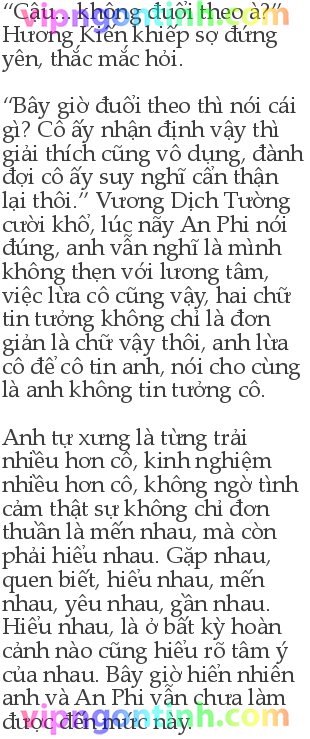 “Cậu... không đuổi theo à?”
Hướng Kiến khiếp sợ đứng
yên, thắc mắc hỏi.
“Bây giờ đuổi theo thì nói cái
gì? Cô ấy nhận định vậy thì
giải thích cũng vô dụng, đành
đợi cô ấy suy nghĩ cẩn thận
lại thôi.” Vương Dịch Tường
cười khổ, lúc nãy An Phi nói
đúng, anh vẫn nghĩ là mình
không thẹn với lương tâm,
việc lừa cô cũng vậy, hai chữ
tin tưởng không chỉ là đơn
giản là chữ vậy thôi, anh lừa
cô để cô tin anh, nói cho cùng
là anh không tin tưởng cô.
Anh tự xưng là từng trải
nhiều hơn cô, kinh nghiệm
nhiều hơn cô, không ngờ tình
cảm thật sự không chỉ đơn
thuần là mến nhau, mà còn
phải hiểu nhau. Gặp nhau,
quen biết, hiểu nhau, mến
nhau, yêu nhau, gần nhau.
Hiểu nhau, là ở bất kỳ hoàn
cảnh nào cũng hiểu rõ tâm ý
của nhau. Bây giờ hiển nhiên
anh và An Phi vẫn chưa làm
được đến mức này.
vipngontinh.com
vipngontinh.com